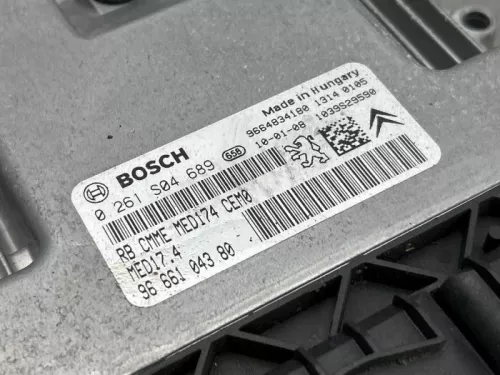 BOSCH
0 261 S04 689
658
Made in Hungary
9664834180 1314 0105
10-01-08 1039S29590
RB CMME MED174 CEM0
MED17.4
96 661 043 80